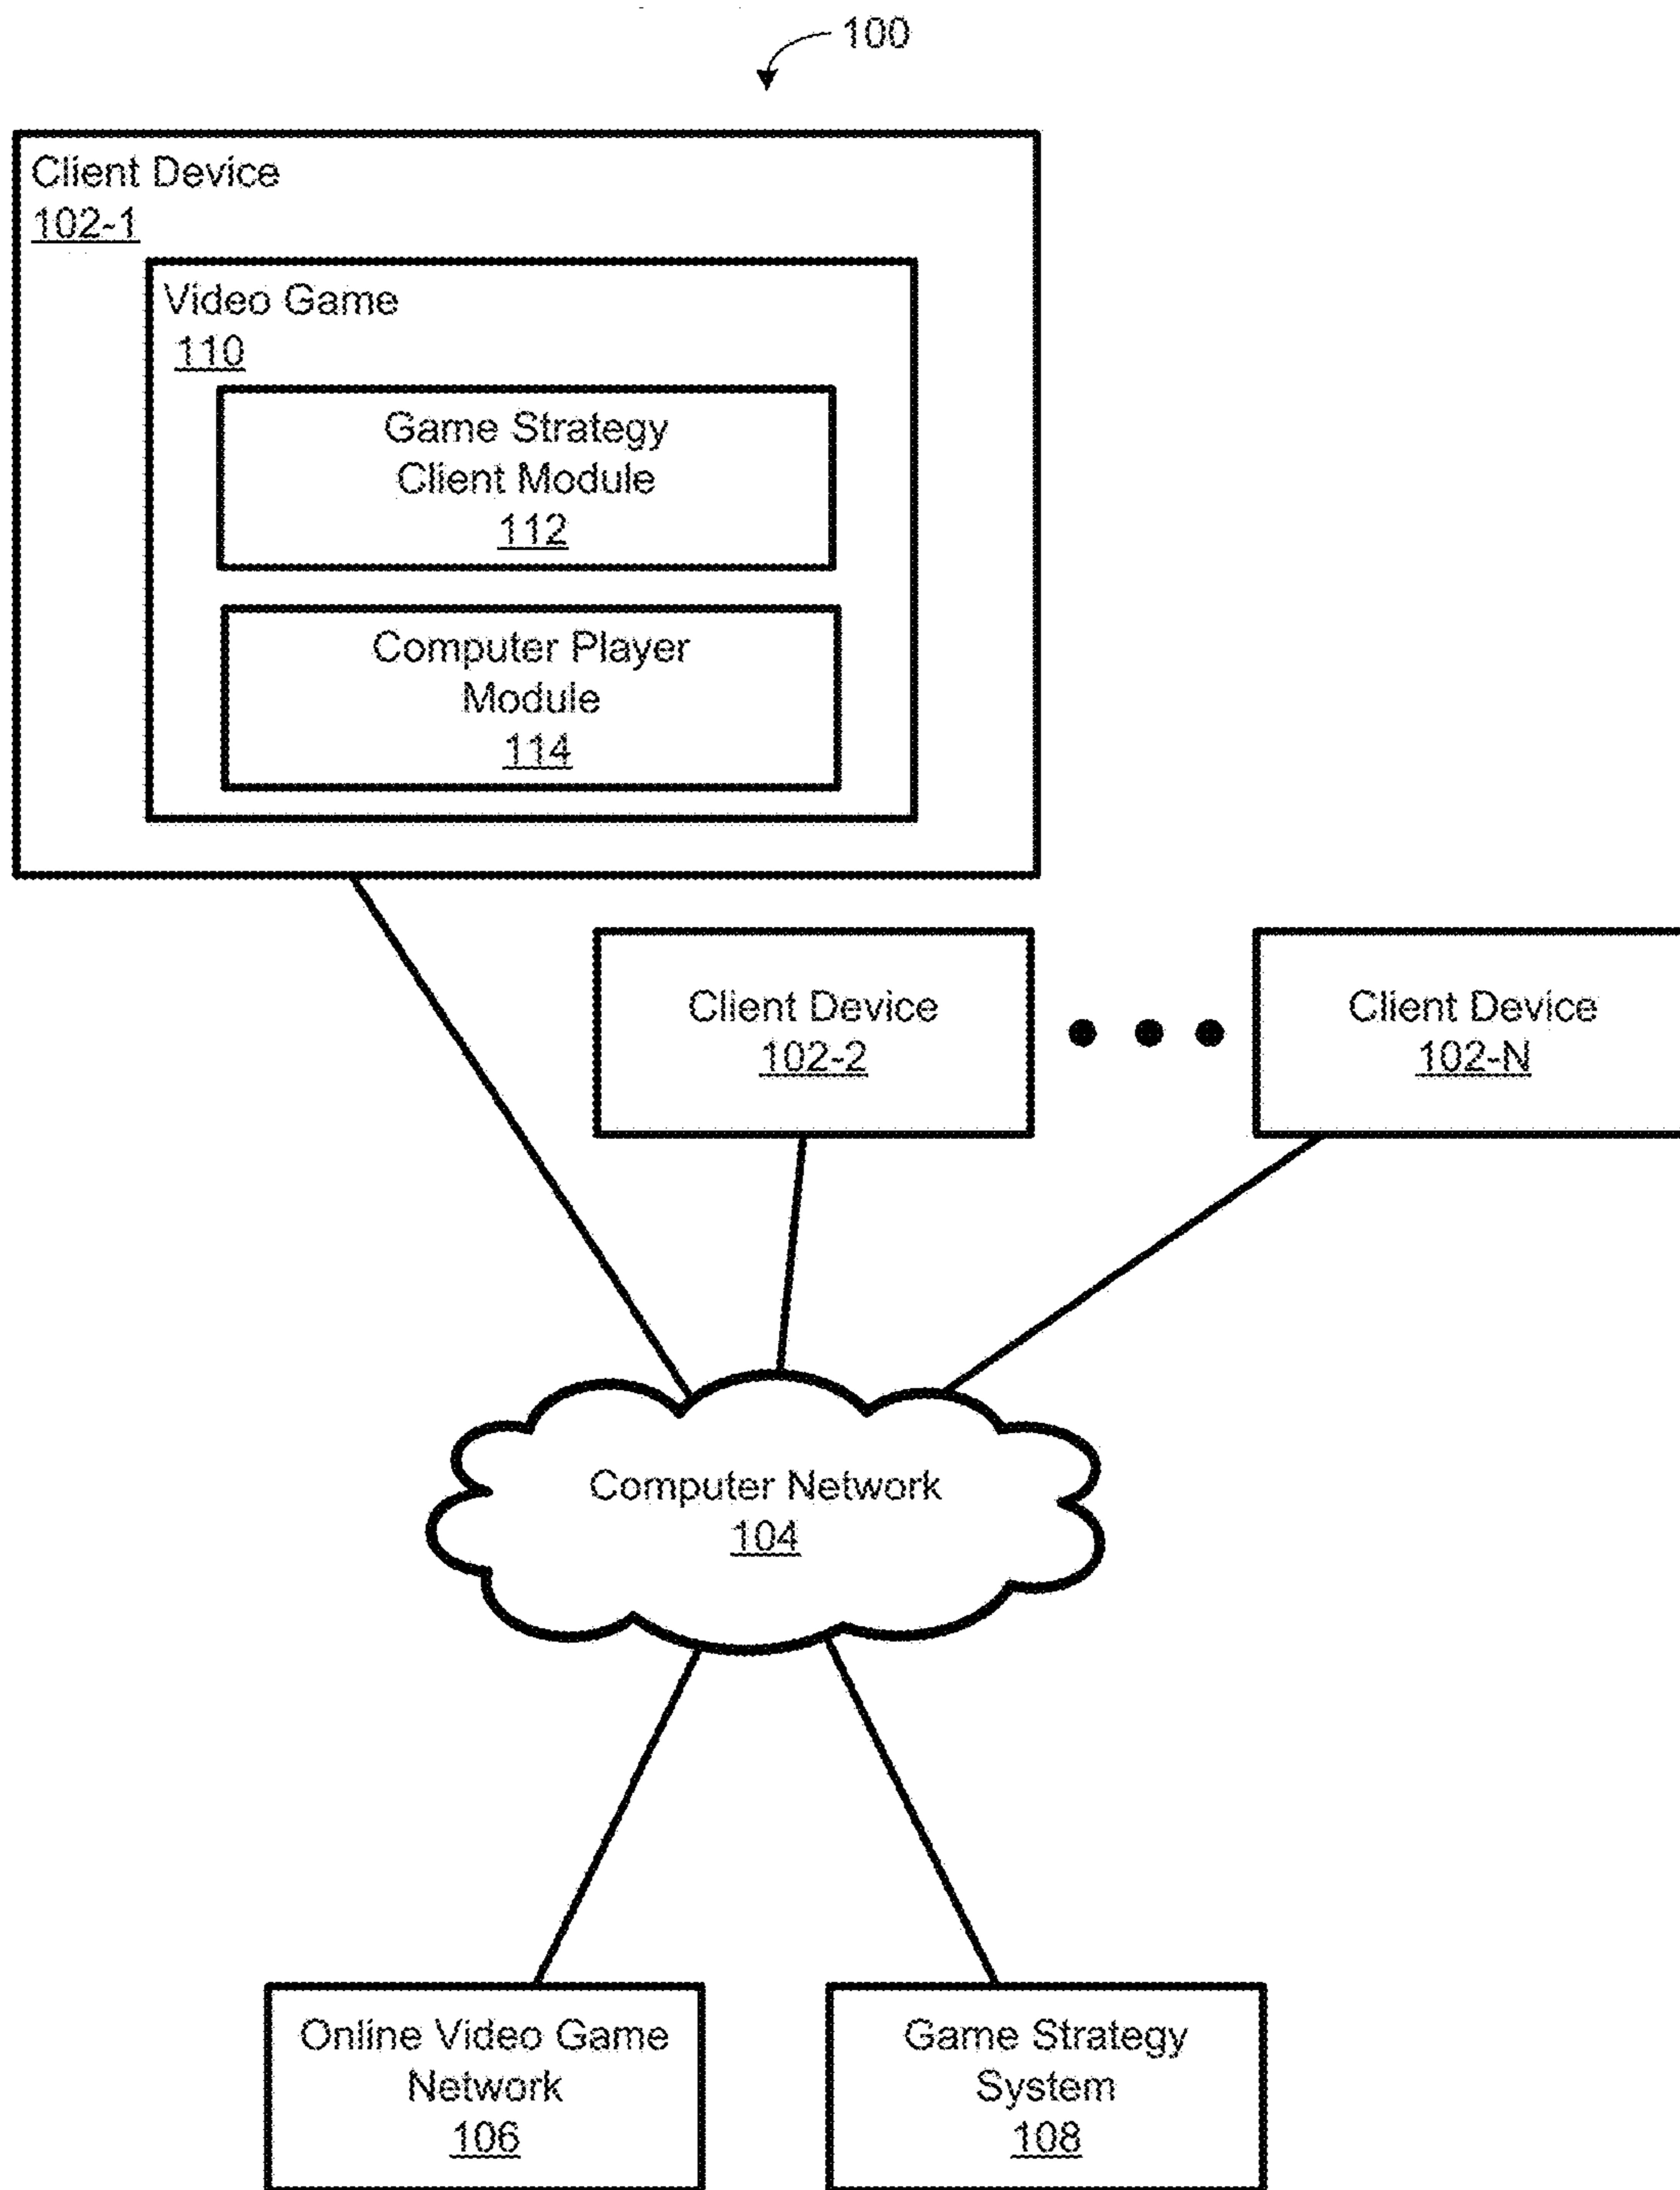 100
Client Device
102-1
Video Game
110
Game Strategy
Client Module
112
Computer Player
Module
114
Client Device
102-2
Client Device
102-N
Computer Network
104
Online Video Game
Network
106
Game Strategy
System
108